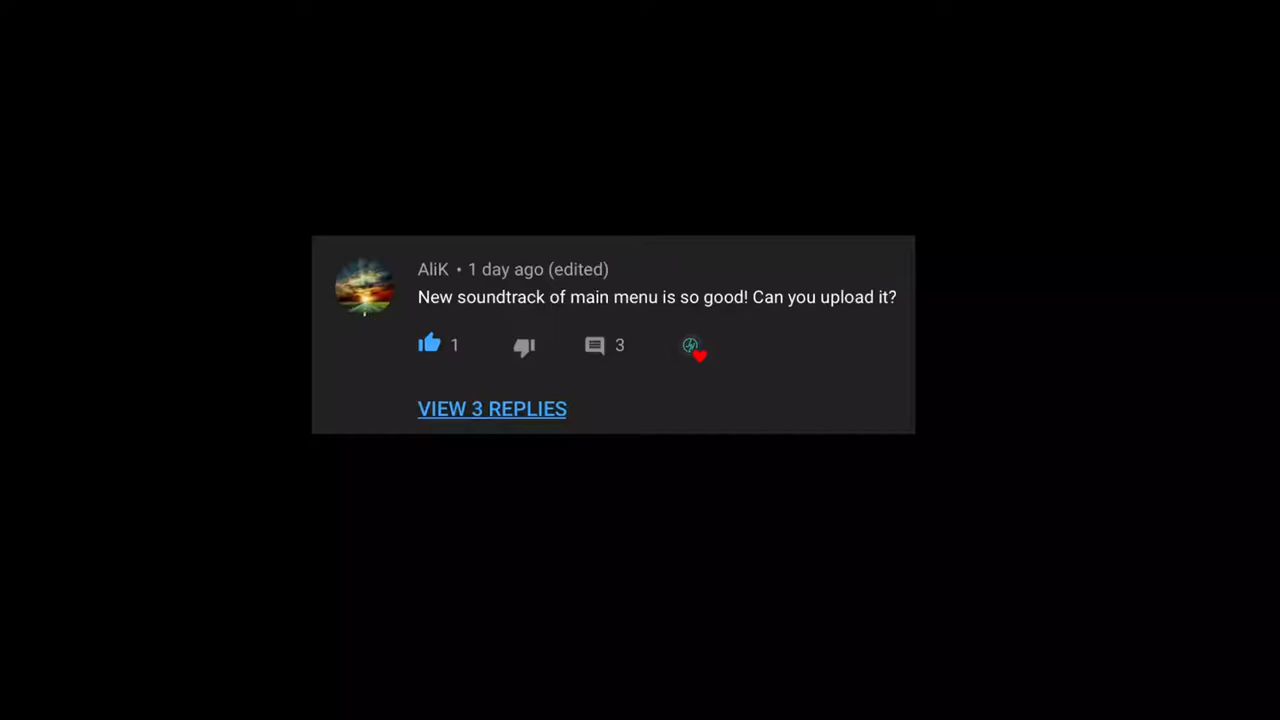 AliK • 1 day ago (edited)
New soundtrack of main menu is so good! Can you upload it?
1 3
VIEW 3 REPLIES